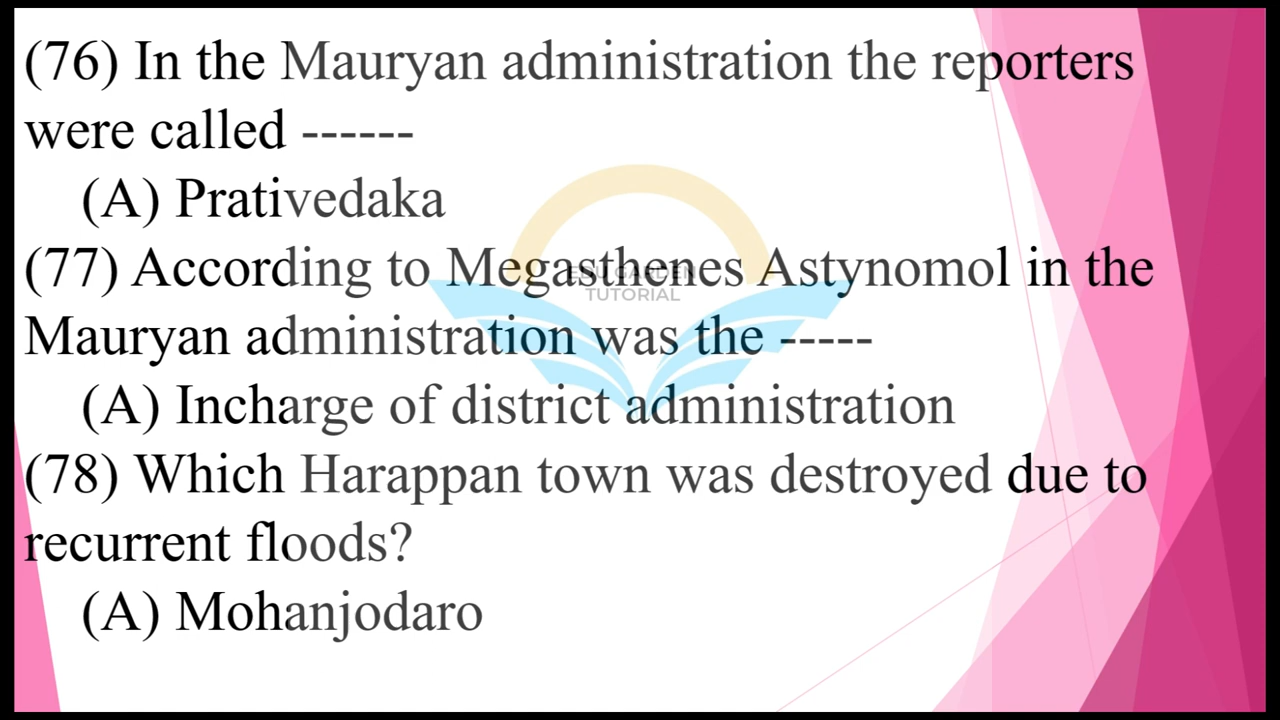 (76) In the Mauryan administration the reporters
were called ------
(A) Prativedaka
(77) According to Megasthenes Astynomol in the
TUTORIAL
Mauryan administration was the -----
(A) Incharge of district administration
(78) Which Harappan town was destroyed due to
recurrent floods?
(A) Mohanjodaro